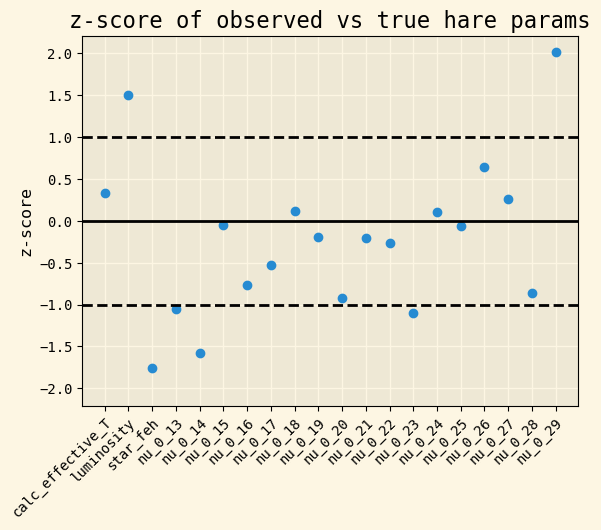 z-score of observed vs true hare params
z-score
2.0
1.5
1.0
0.5
0.0
−0.5
−1.0
−1.5
−2.0
calc_effective_T
luminosity
star_feh
nu_0_13
nu_0_14
nu_0_15
nu_0_16
nu_0_17
nu_0_18
nu_0_19
nu_0_20
nu_0_21
nu_0_22
nu_0_23
nu_0_24
nu_0_25
nu_0_26
nu_0_27
nu_0_28
nu_0_29